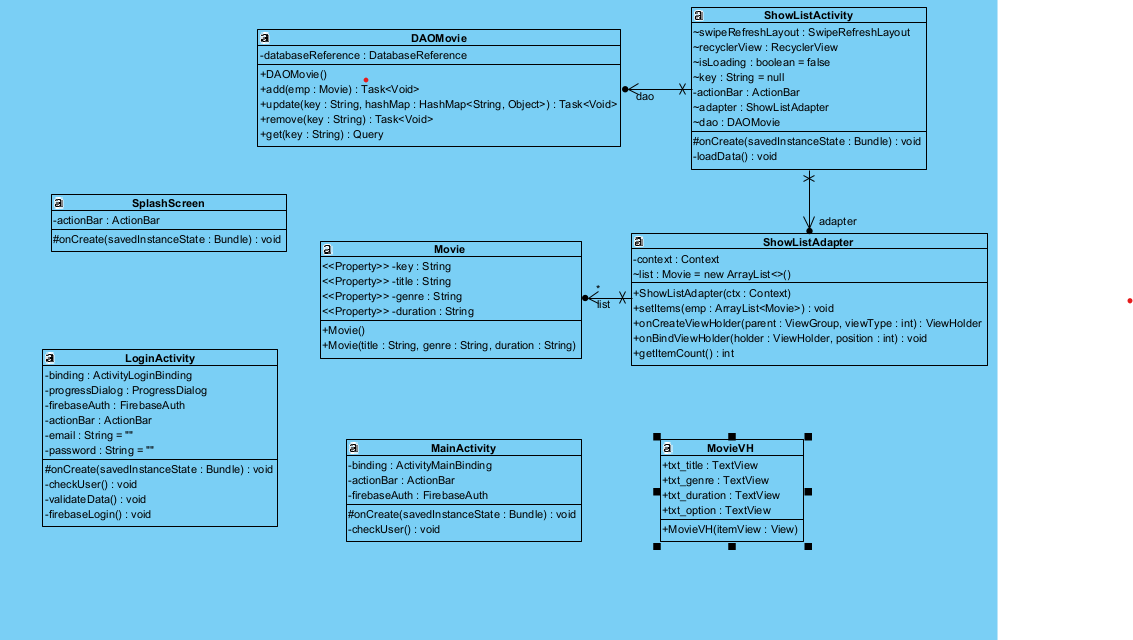 DAOMovie
-databaseReference : DatabaseReference
+DAOMovie()
+add(emp : Movie) : Task<Void>
+update(key : String, hashMap : HashMap<String, Object>) : Task<Void>
+remove(key : String) : Task<Void>
+get(key : String) : Query
dao
ShowListActivity
~swipeRefreshLayout : SwipeRefreshLayout
~recyclerView : RecyclerView
~isLoading : boolean = false
~key : String = null
-actionBar : ActionBar
~adapter : ShowListAdapter
~dao : DAOMovie
#onCreate(savedInstanceState : Bundle) : void
-loadData() : void
adapter
SplashScreen
-actionBar : ActionBar
#onCreate(savedInstanceState : Bundle) : void
Movie
<<Property>> -key : String
<<Property>> -title : String
<<Property>> -genre : String
<<Property>> -duration : String
+Movie()
+Movie(title : String, genre : String, duration : String)
*
list
ShowListAdapter
-context : Context
~list : Movie = new ArrayList<>()
+ShowListAdapter(ctx : Context)
+setItems(emp : ArrayList<Movie>) : void
+onCreateViewHolder(parent : ViewGroup, viewType : int) : ViewHolder
+onBindViewHolder(holder : ViewHolder, position : int) : void
+getItemCount() : int
LoginActivity
-binding : ActivityLoginBinding
-progressDialog : ProgressDialog
-firebaseAuth : FirebaseAuth
-actionBar : ActionBar
-email : String = ""
-password : String = ""
#onCreate(savedInstanceState : Bundle) : void
-checkUser() : void
-validateData() : void
-firebaseLogin() : void
MainActivity
-binding : ActivityMainBinding
-actionBar : ActionBar
-firebaseAuth : FirebaseAuth
#onCreate(savedInstanceState : Bundle) : void
-checkUser() : void
MovieVH
+txt_title : TextView
+txt_genre : TextView
+txt_duration : TextView
+txt_option : TextView
+MovieVH(itemView : View)